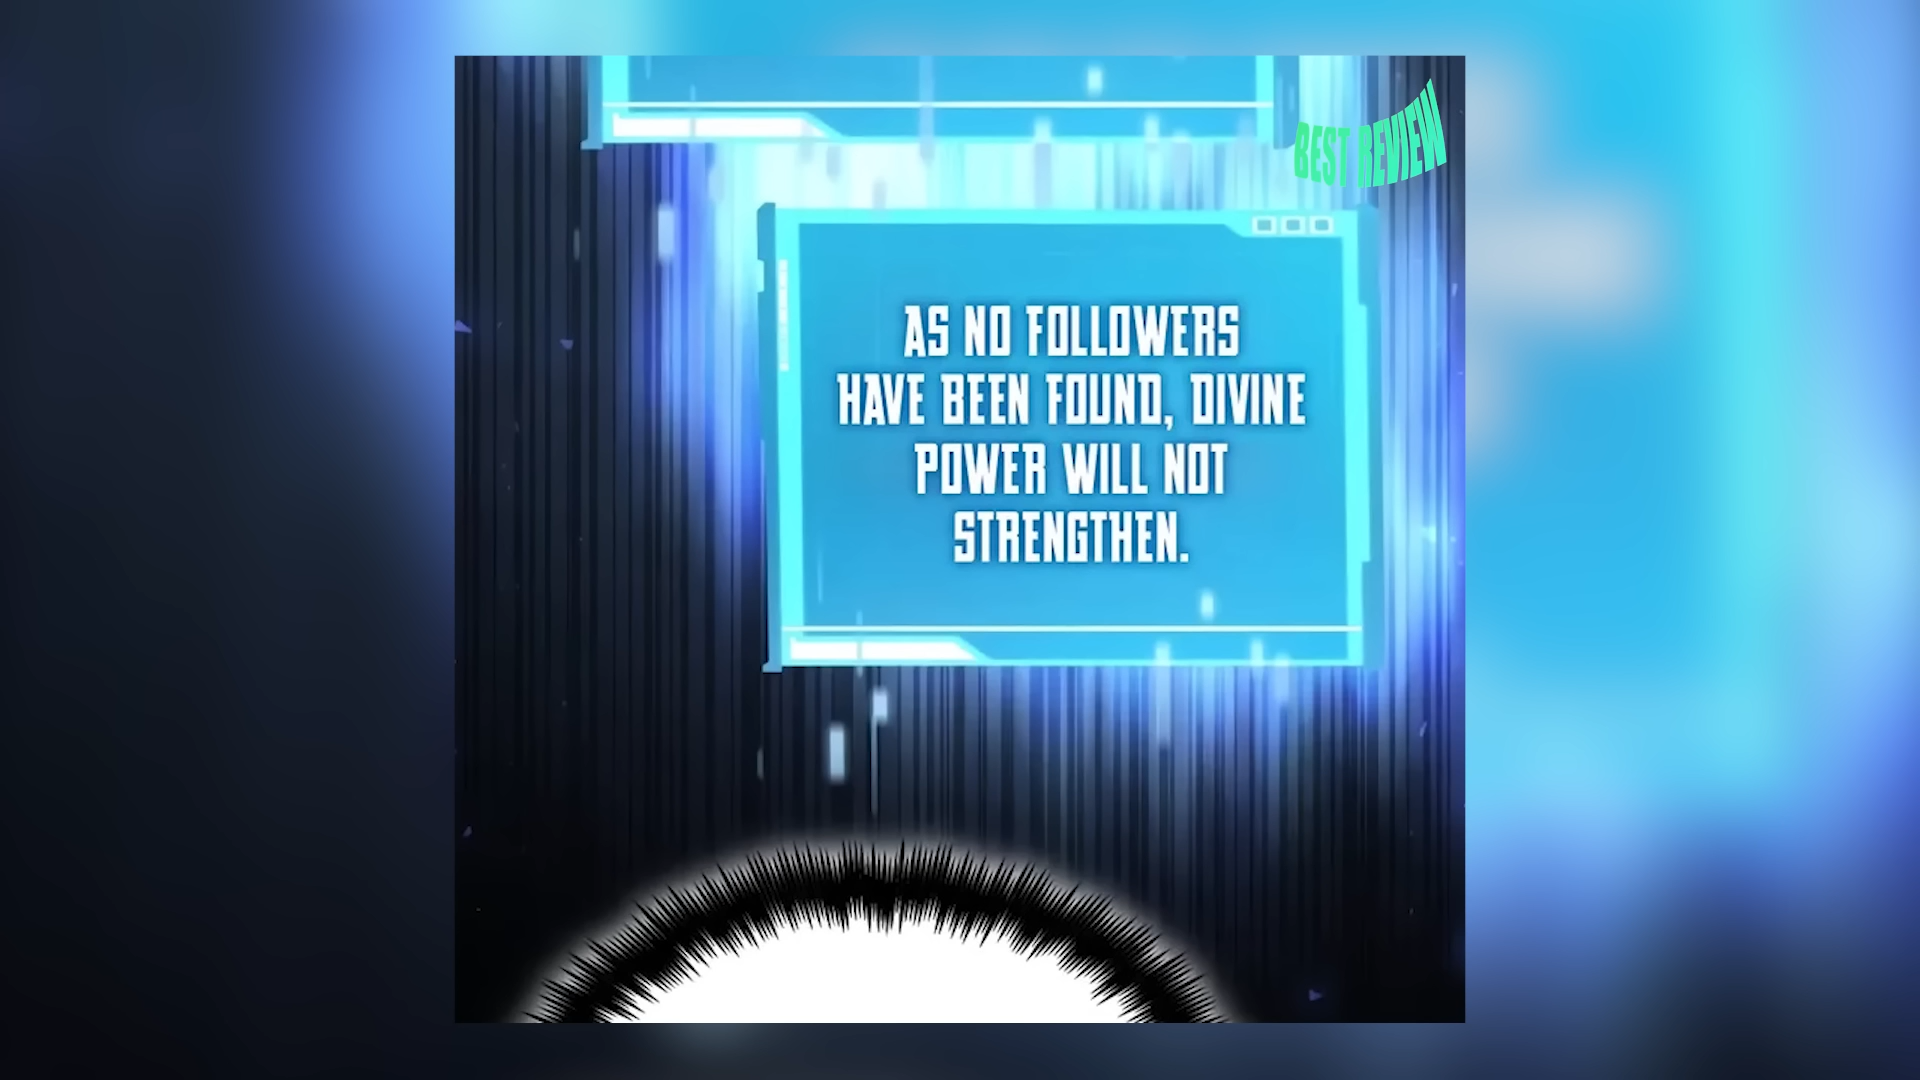 BEST REVIEW
AS NO FOLLOWERS
HAVE BEEN FOUND, DIVINE
POWER WILL NOT
STRENGTHEN.